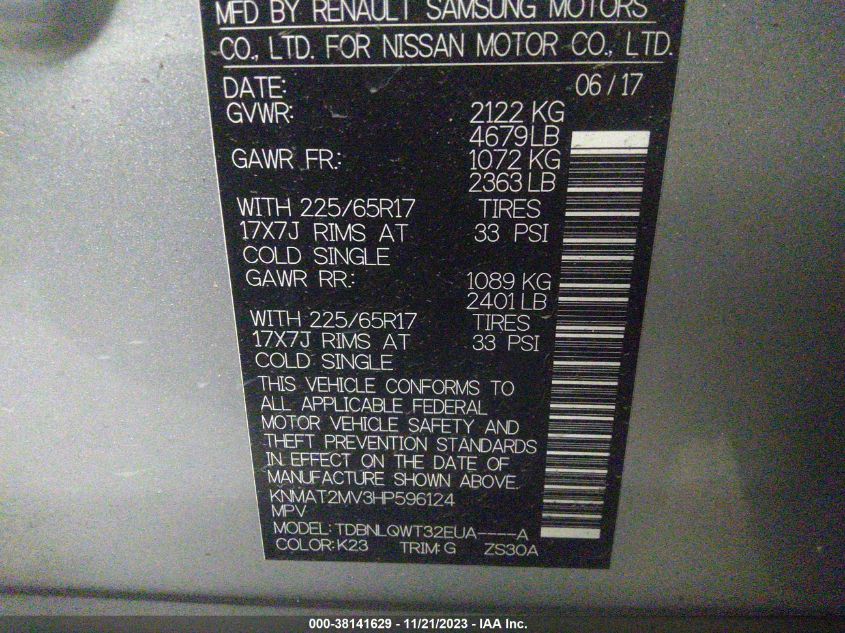 MFD BY RENAULT SAMSUNG MOTORS
CO., LTD. FOR NISSAN MOTOR CO., LTD.
DATE: 06/17
GVWR: 2122 KG
4679LB
GAWR FR.: 1072 KG
2363 LB
WITH 225/65R17 TIRES
17X7J RIMS AT 33 PSI
COLD SINGLE
GAWR RR.: 1089 KG
2401 LB
WITH 225/65R17 TIRES
17X7J RIMS AT 33 PSI
COLD SINGLE
THIS VEHICLE CONFORMS TO
ALL APPLICABLE FEDERAL
MOTOR VEHICLE SAFETY AND
THEFT PREVENTION STANDARDS
IN EFFECT ON THE DATE OF
MANUFACTURE SHOWN ABOVE.
KNMAT2MV3HP596124
MPV
MODEL: TDBNLQWT32EUA----A
COLOR: K23 TRIM: G ZS30A
000-38141629 - 11/21/2023 - IAA Inc.